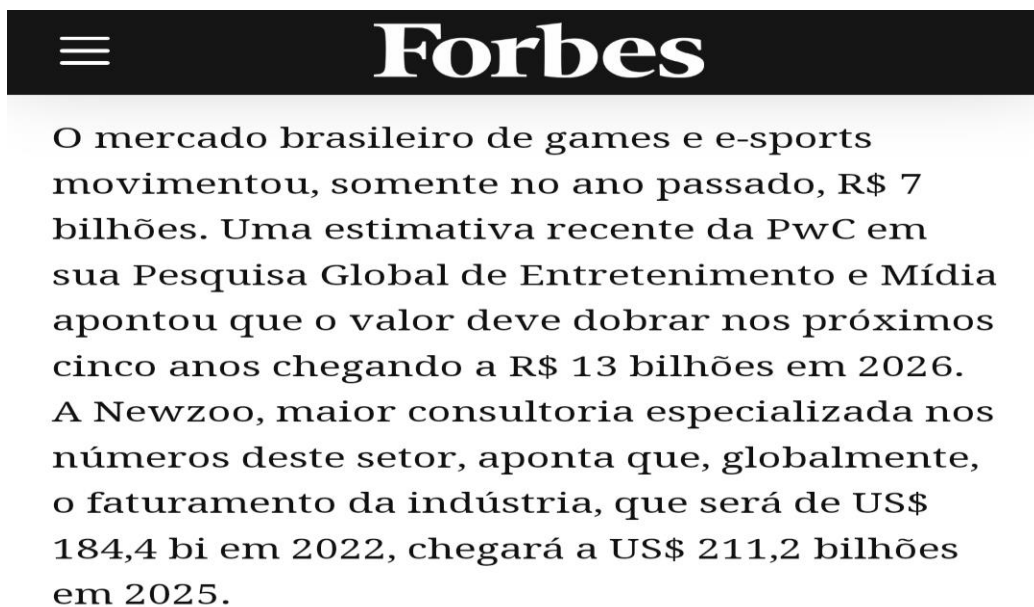 Forbes
O mercado brasileiro de games e e-sports
movimentou, somente no ano passado, R$ 7
bilhões. Uma estimativa recente da PwC em
sua Pesquisa Global de Entretenimento e Mídia
apontou que o valor deve dobrar nos próximos
cinco anos chegando a R$ 13 bilhões em 2026.
A Newzoo, maior consultoria especializada nos
números deste setor, aponta que, globalmente,
o faturamento da indústria, que será de US$
184,4 bi em 2022, chegará a US$ 211,2 bilhões
em 2025.